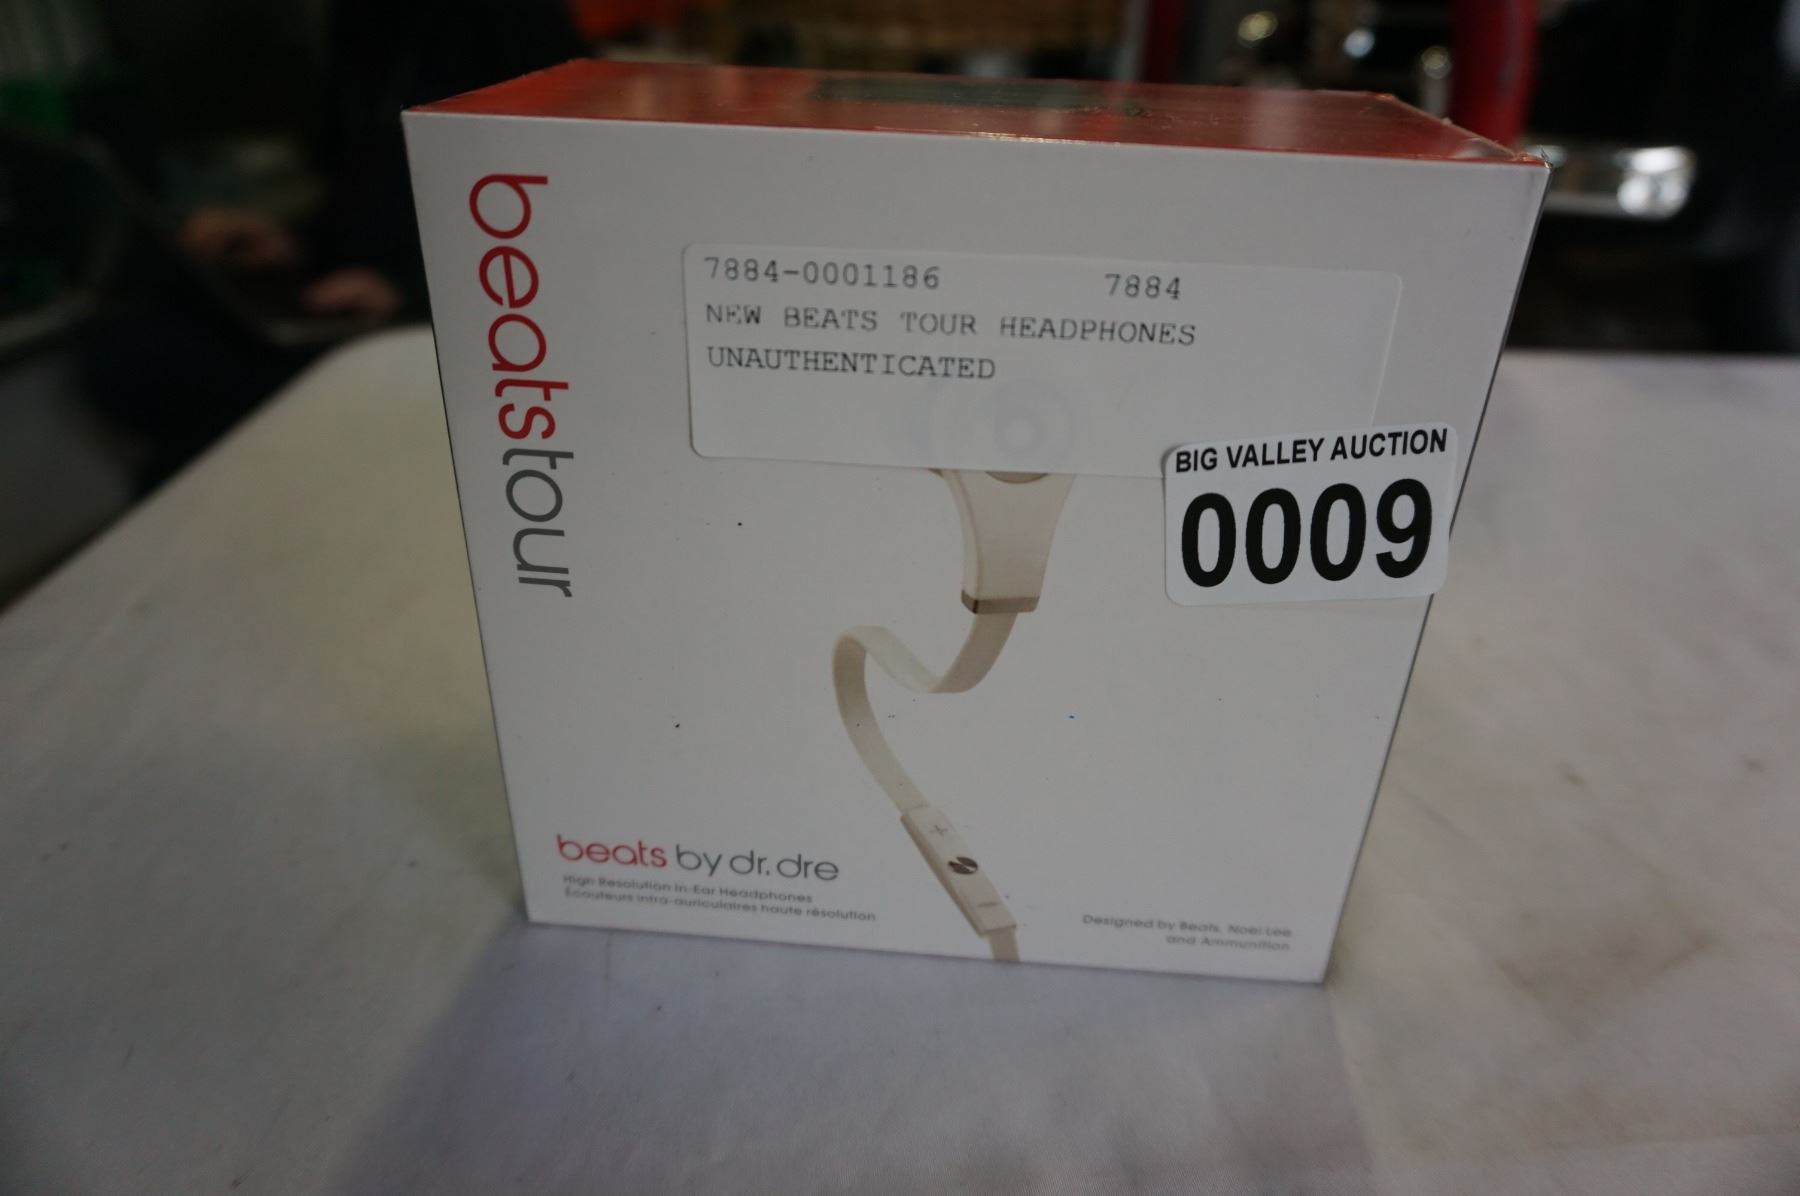 beatstour
7884-0001186 7884
NEW BEATS TOUR HEADPHONES
UNAUTHENTICATED
BIG VALLEY AUCTION
0009
beats by dr. dre
High Resolution In-Ear Headphones
Écouteurs intra-auriculaires haute résolution
Designed by Beats, Noel Lee
and Ammunition